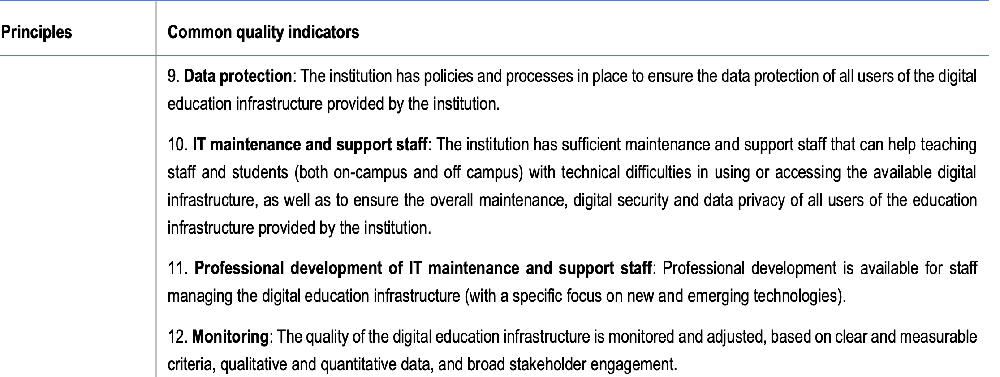 Principles
Common quality indicators
9. Data protection: The institution has policies and processes in place to ensure the data protection of all users of the digital
education infrastructure provided by the institution.
10. IT maintenance and support staff: The institution has sufficient maintenance and support staff that can help teaching
staff and students (both on-campus and off campus) with technical difficulties in using or accessing the available digital
infrastructure, as well as to ensure the overall maintenance, digital security and data privacy of all users of the education
infrastructure provided by the institution.
11. Professional development of IT maintenance and support staff: Professional development is available for staff
managing the digital education infrastructure (with a specific focus on new and emerging technologies).
12. Monitoring: The quality of the digital education infrastructure is monitored and adjusted, based on clear and measurable
criteria, qualitative and quantitative data, and broad stakeholder engagement.